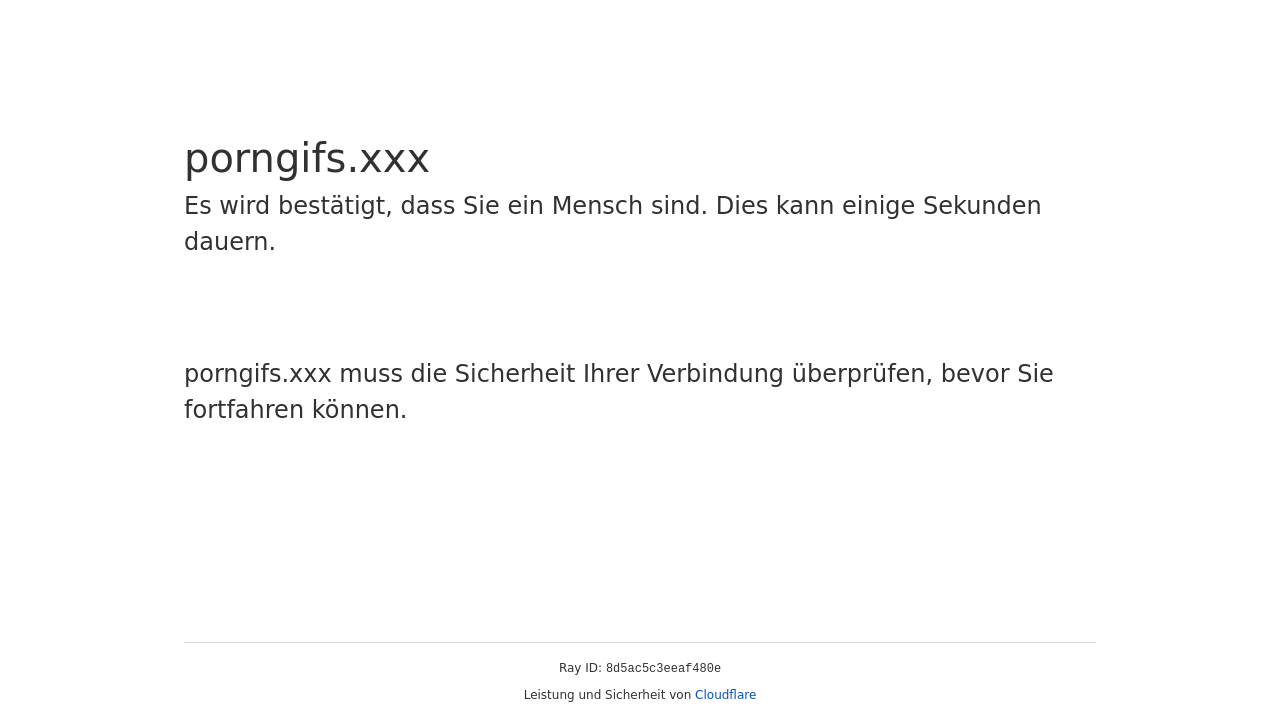 porngifs.xxx
Es wird bestätigt, dass Sie ein Mensch sind. Dies kann einige Sekunden
dauern.
porngifs.xxx muss die Sicherheit Ihrer Verbindung überprüfen, bevor Sie
fortfahren können.
Ray ID: 8d5ac5c3eeaf480e
Leistung und Sicherheit von Cloudflare